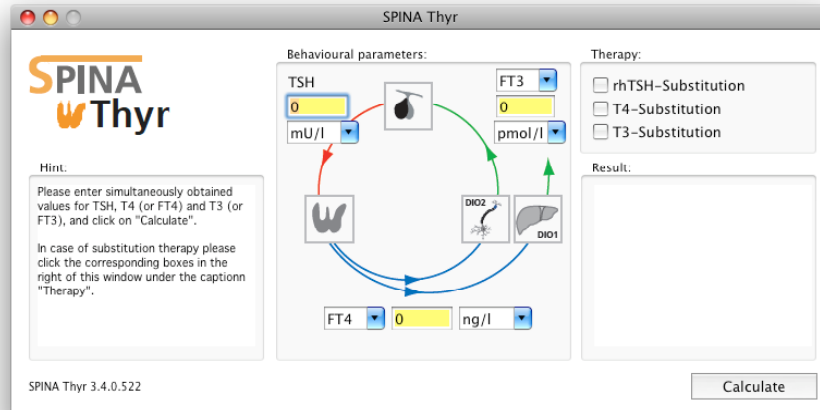 SPINA Thyr
SPINA
Thyr
Hint:
Please enter simultaneously obtained
values for TSH, T4 (or FT4) and T3 (or
FT3), and click on "Calculate".
In case of substitution therapy please
click the corresponding boxes in the
right of this window under the captionn
"Therapy".
Behavioural parameters:
TSH
0
mU/l
FT3
0
pmol/l
DIO2
DIO1
FT4 0 ng/l
Therapy:
rhTSH-Substitution
T4-Substitution
T3-Substitution
Result:
SPINA Thyr 3.4.0.522
Calculate